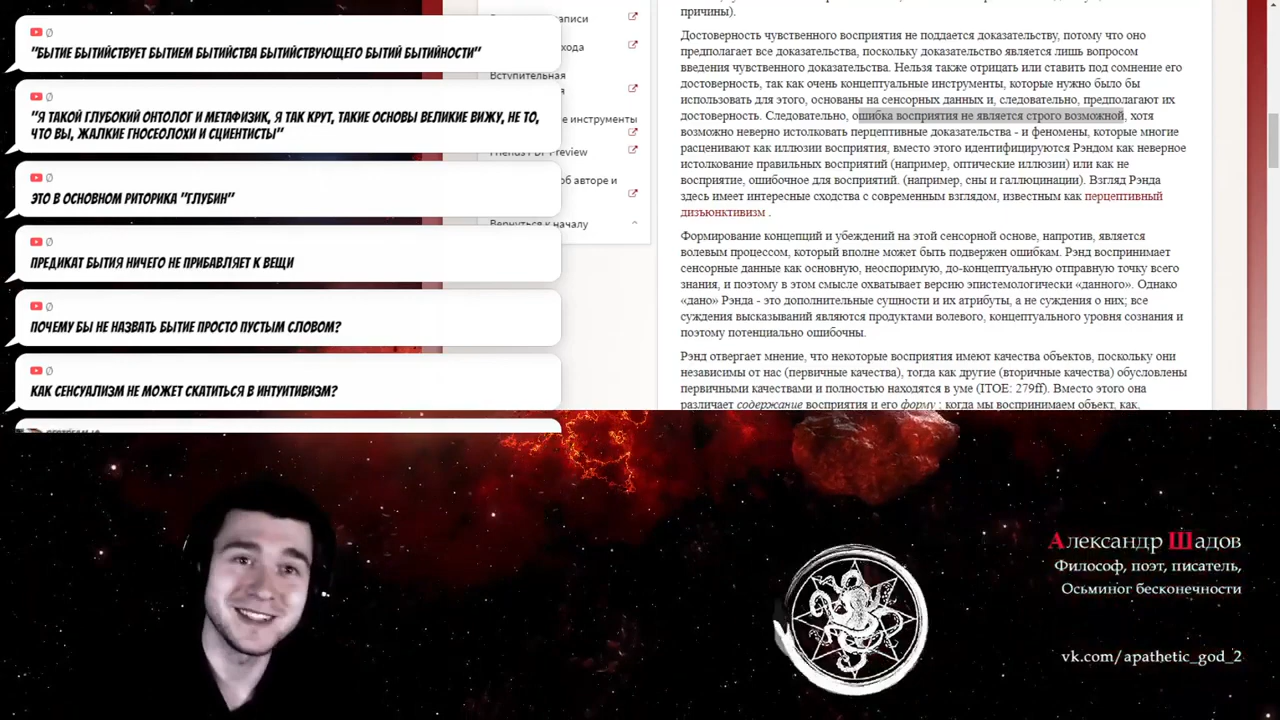 Ø
"БЫТИЕ БЫТИЙСТВУЕТ БЫТИЕМ БЫТИЙСТВА БЫТИЙСТВУЮЩЕГО БЫТИЙ БЫТИЙНОСТИ"
Ø
"Я ТАКОЙ ГЛУБОКИЙ ОНТОЛОГ И МЕТАФИЗИК, Я ТАК КРУТ, ТАКИЕ ОСНОВЫ ВЕЛИКИЕ ВИЖУ, НЕ ТО,
ЧТО ВЫ, ЖАЛКИЕ ГНОСЕОЛОХИ И СЦИЕНТИСТЫ"
Ø
ЭТО В ОСНОВНОМ РИТОРИКА "ГЛУБИН"
Ø
ПРЕДИКАТ БЫТИЯ НИЧЕГО НЕ ПРИБАВЛЯЕТ К ВЕЩИ
Ø
ПОЧЕМУ БЫ НЕ НАЗВАТЬ БЫТИЕ ПРОСТО ПУСТЫМ СЛОВОМ?
Ø
КАК СЕНСУАЛИЗМ НЕ МОЖЕТ СКАТИТЬСЯ В ИНТУИТИВИЗМ?
записи
хода
Вступительная
я
е инструменты
Friends PDF Preview
об авторе и
Вернуться к началу
причины).
Достоверность чувственного восприятия не поддается доказательству, потому что оно
предполагает все доказательства, поскольку доказательство является лишь вопросом
введения чувственного доказательства. Нельзя также отрицать или ставить под сомнение его
достоверность, так как очень концептуальные инструменты, которые нужно было бы
использовать для этого, основаны на сенсорных данных и, следовательно, предполагают их
достоверность. Следовательно, ошибка восприятия не является строго возможной, хотя
возможно неверно истолковать перцептивные доказательства - и феномены, которые многие
расценивают как иллюзии восприятия, вместо этого идентифицируются Рэндом как неверное
истолкование правильных восприятий (например, оптические иллюзии) или как не
восприятие, ошибочное для восприятий. (например, сны и галлюцинации). Взгляд Рэнда
здесь имеет интересные сходства с современным взглядом, известным как перцептивный
дизъюнктивизм .
Формирование концепций и убеждений на этой сенсорной основе, напротив, является
волевым процессом, который вполне может быть подвержен ошибкам. Рэнд воспринимает
сенсорные данные как основную, неоспоримую, до-концептуальную отправную точку всего
знания, и поэтому в этом смысле охватывает версию эпистемологически «данного». Однако
«дано» Рэнда - это дополнительные сущности и их атрибуты, а не суждения о них; все
суждения высказываний являются продуктами волевого, концептуального уровня сознания и
поэтому потенциально ошибочны.
Рэнд отвергает мнение, что некоторые восприятия имеют качества объектов, поскольку они
независимы от нас (первичные качества), тогда как другие (вторичные качества) обусловлены
первичными качествами и полностью находятся в уме (ITOE: 279ff). Вместо этого она
различает содержание восприятия и его форму ; когда мы воспринимаем объект, как,
Александр Шадов
Философ, поэт, писатель,
Осьминог бесконечности
vk.com/apathetic_god_2